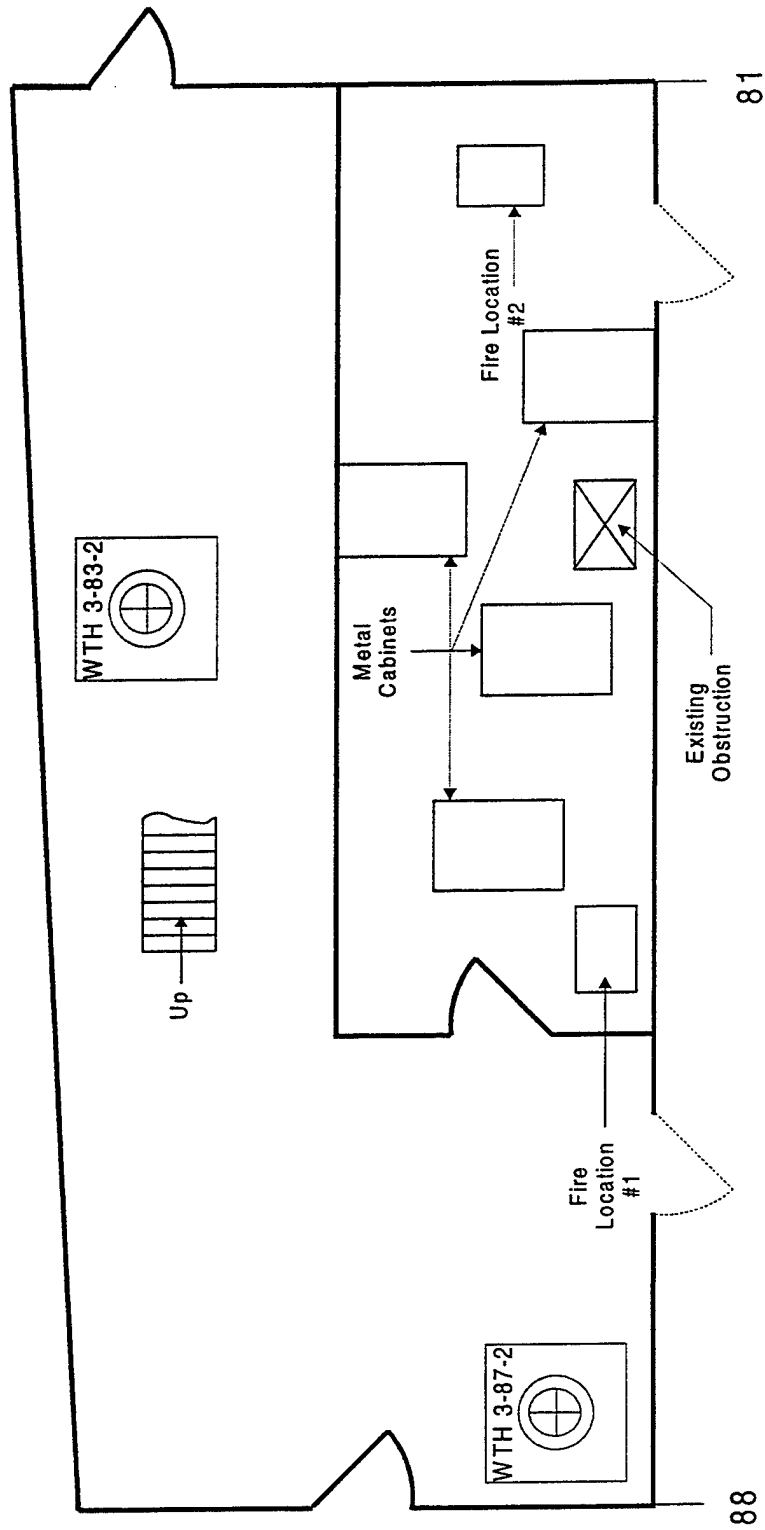 WTH 3-83-2
Up
Metal
Cabinets
Fire Location
#2
WTH 3-87-2
Fire
Location
#1
Existing
Obstruction
88
81